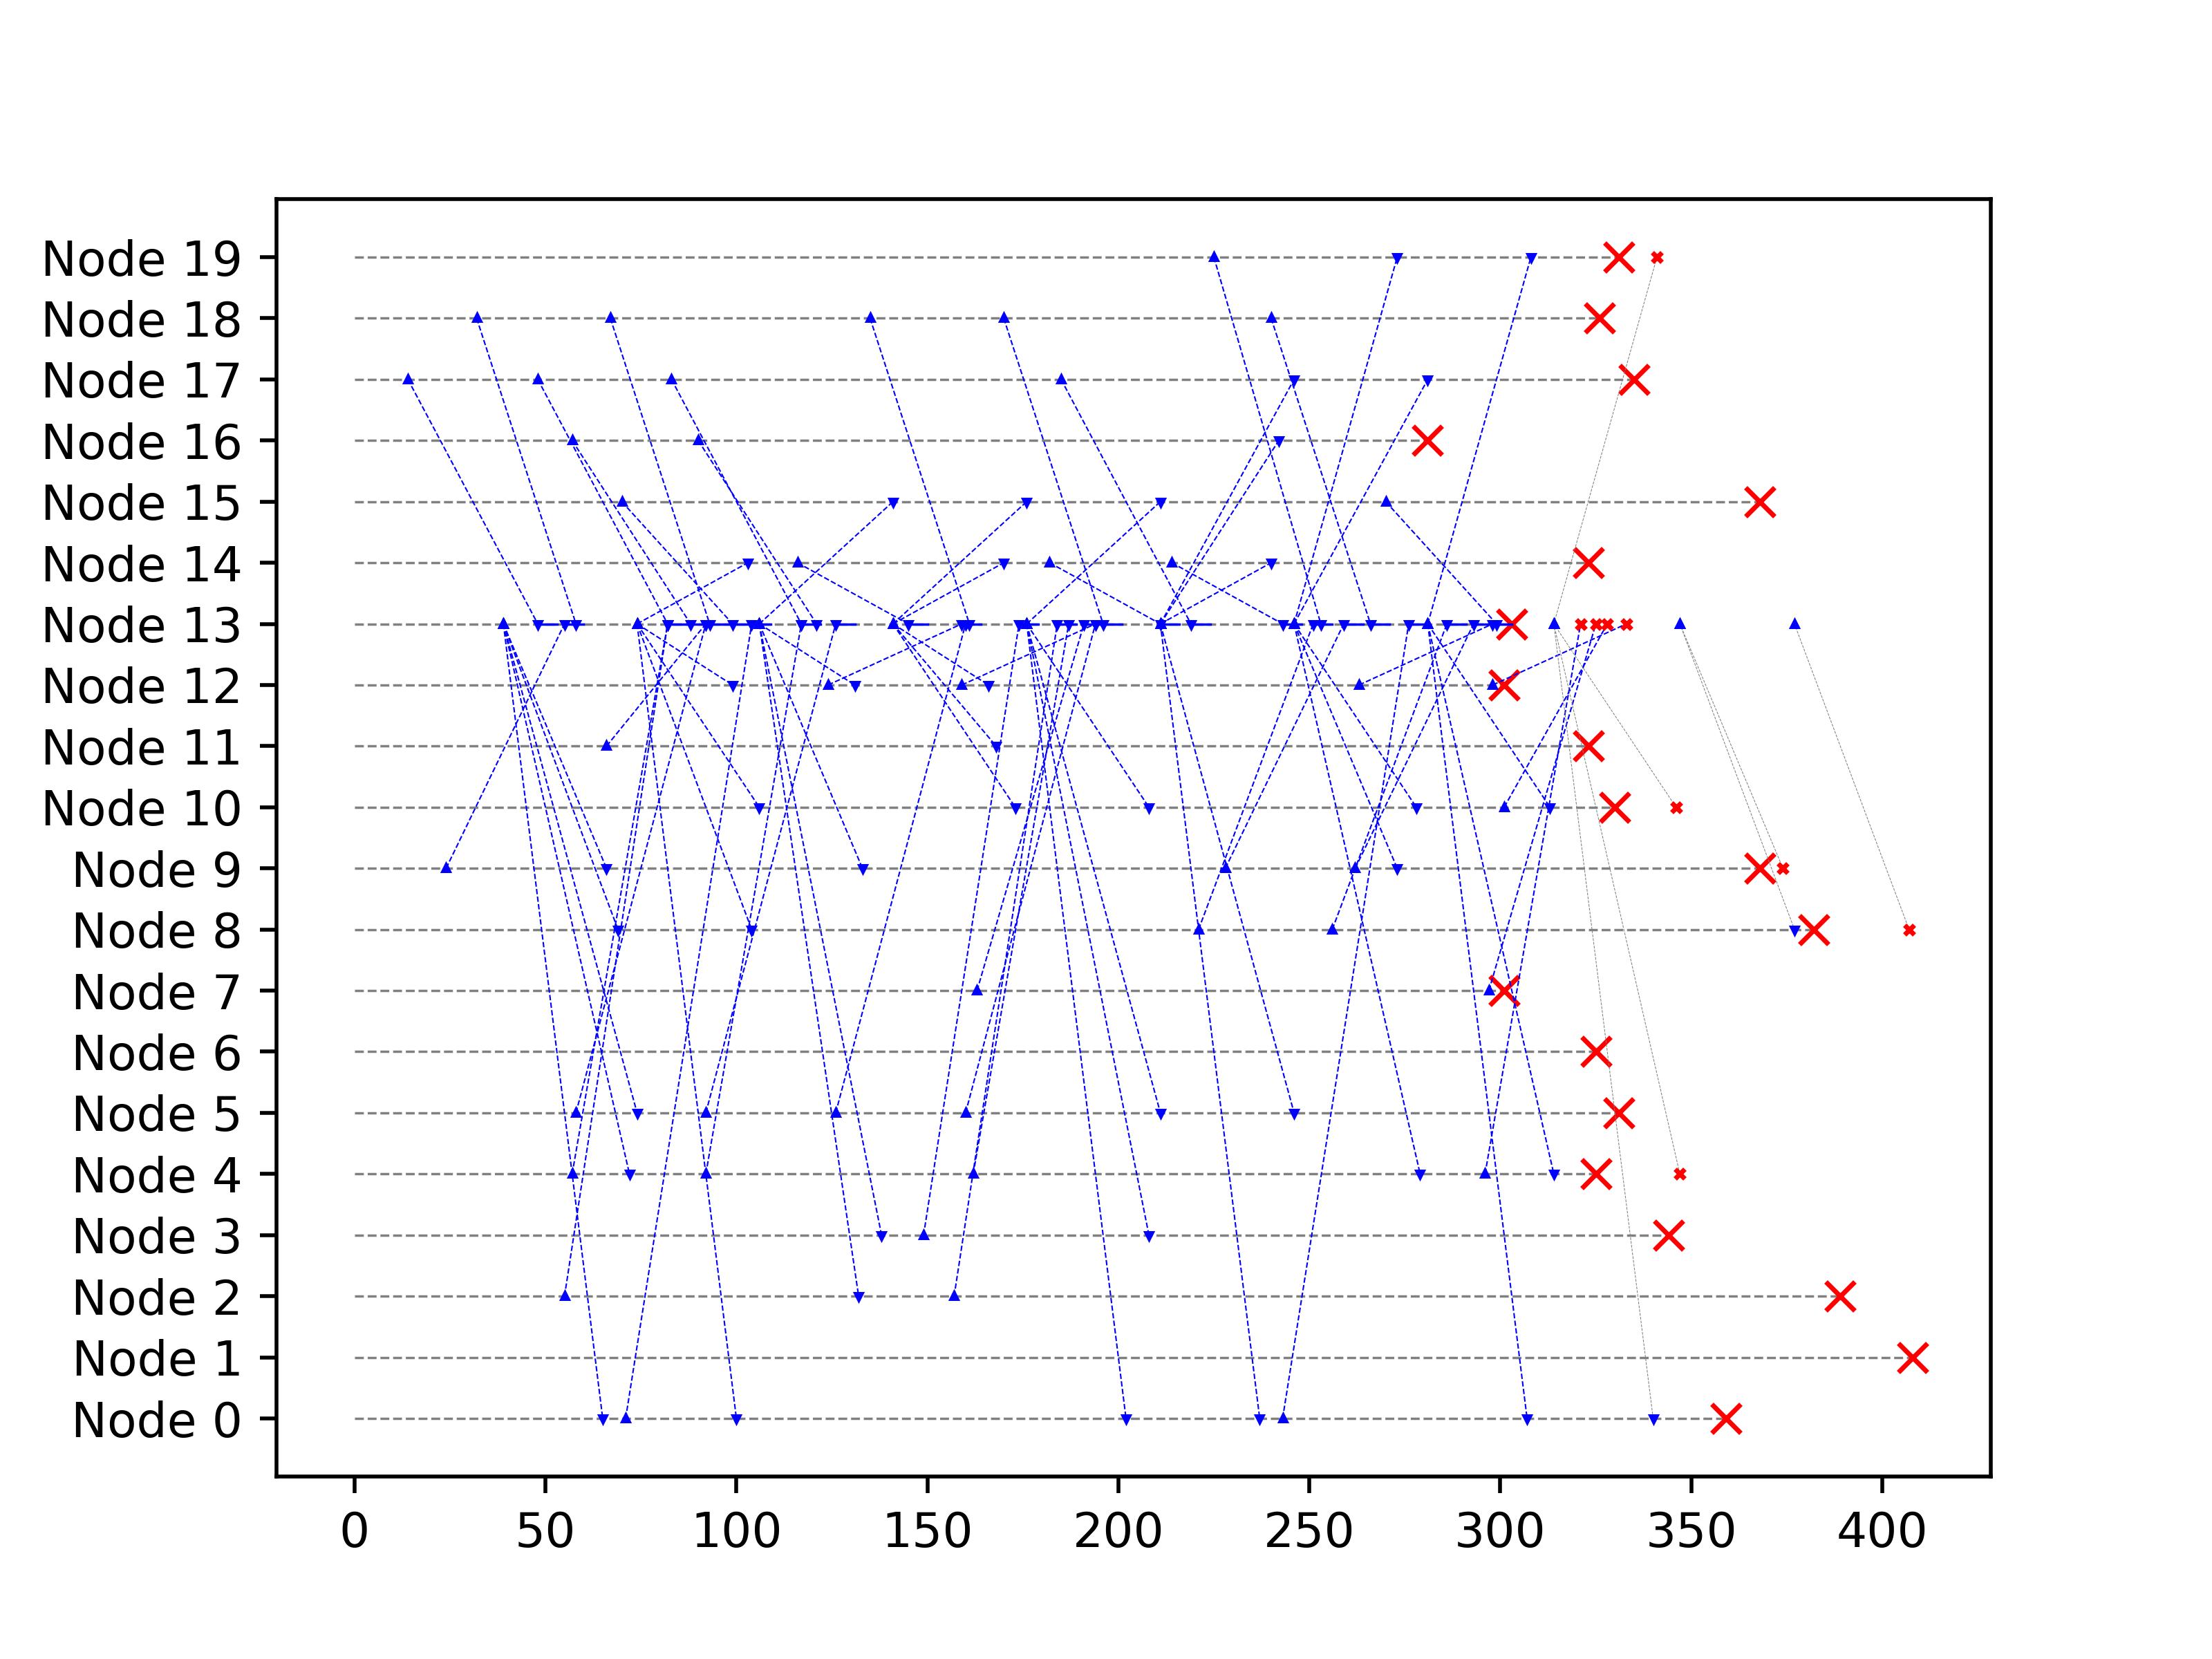 Node 19
Node 18
Node 17
Node 16
Node 15
Node 14
Node 13
Node 12
Node 11
Node 10
Node 9
Node 8
Node 7
Node 6
Node 5
Node 4
Node 3
Node 2
Node 1
Node 0
0 50 100 150 200 250 300 350 400